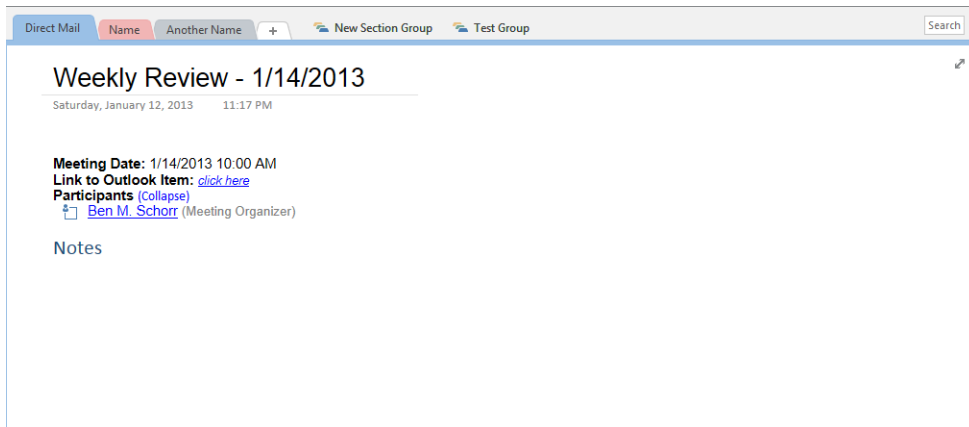 Direct Mail Name Another Name + New Section Group Test Group Search
Weekly Review - 1/14/2013
Saturday, January 12, 2013 11:17 PM
Meeting Date: 1/14/2013 10:00 AM
Link to Outlook Item: click here
Participants (Collapse)
Ben M. Schorr (Meeting Organizer)
Notes